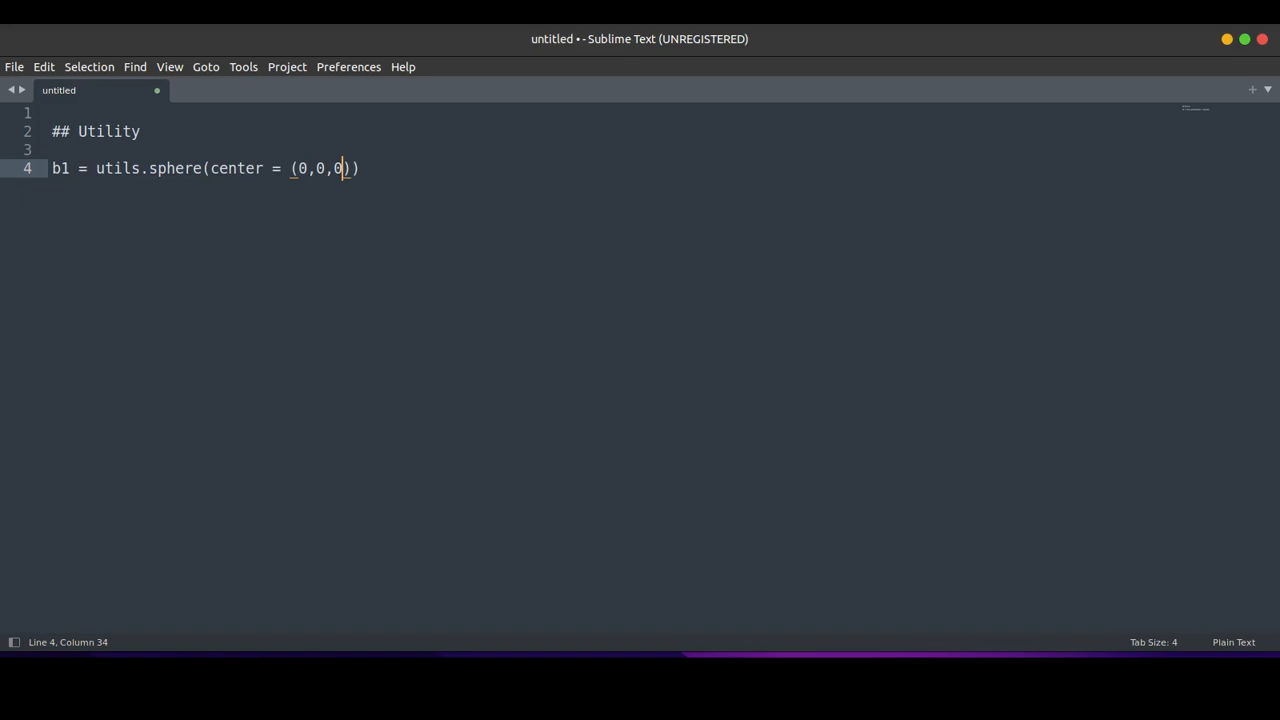 untitled • - Sublime Text (UNREGISTERED)
File Edit Selection Find View Goto Tools Project Preferences Help
untitled
1
2 ## Utility
3
4 b1 = utils.sphere(center = (0,0,0))
Line 4, Column 34 Tab Size: 4 Plain Text